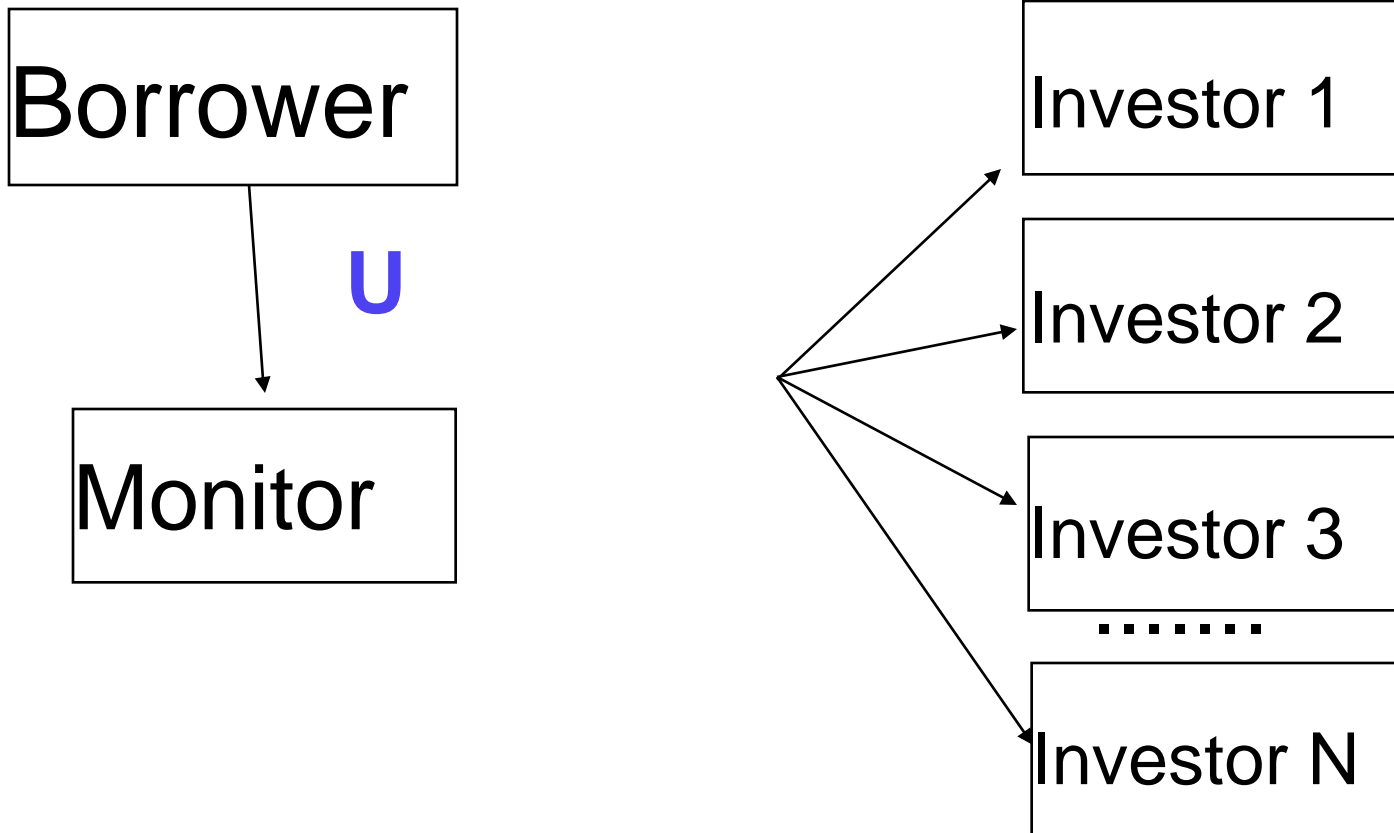 Borrower
U
Monitor
Investor 1
Investor 2
Investor 3
.......
Investor N